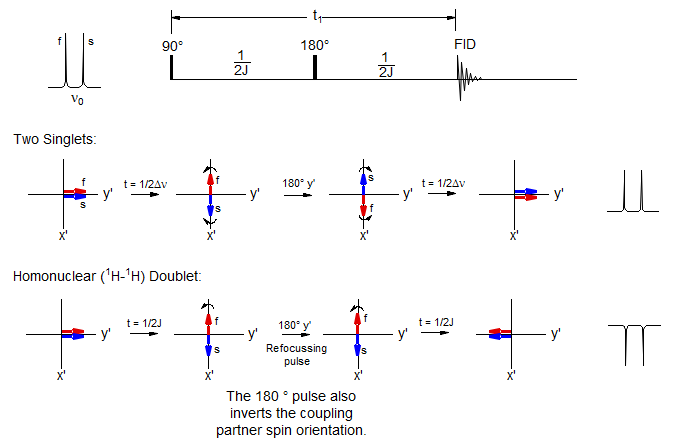 t₁
f s
90° 180° FID
1/2J 1/2J
ν₀
Two Singlets:
f s y' x' t = 1/2Δν f s y' x' 180° y' s f y' x' t = 1/2Δν y' x'
Homonuclear (¹H-¹H) Doublet:
y' x' t = 1/2J f s y' x' 180° y' f s y' x' t = 1/2J y' x'
Refocussing
pulse
The 180 ° pulse also
inverts the coupling
partner spin orientation.